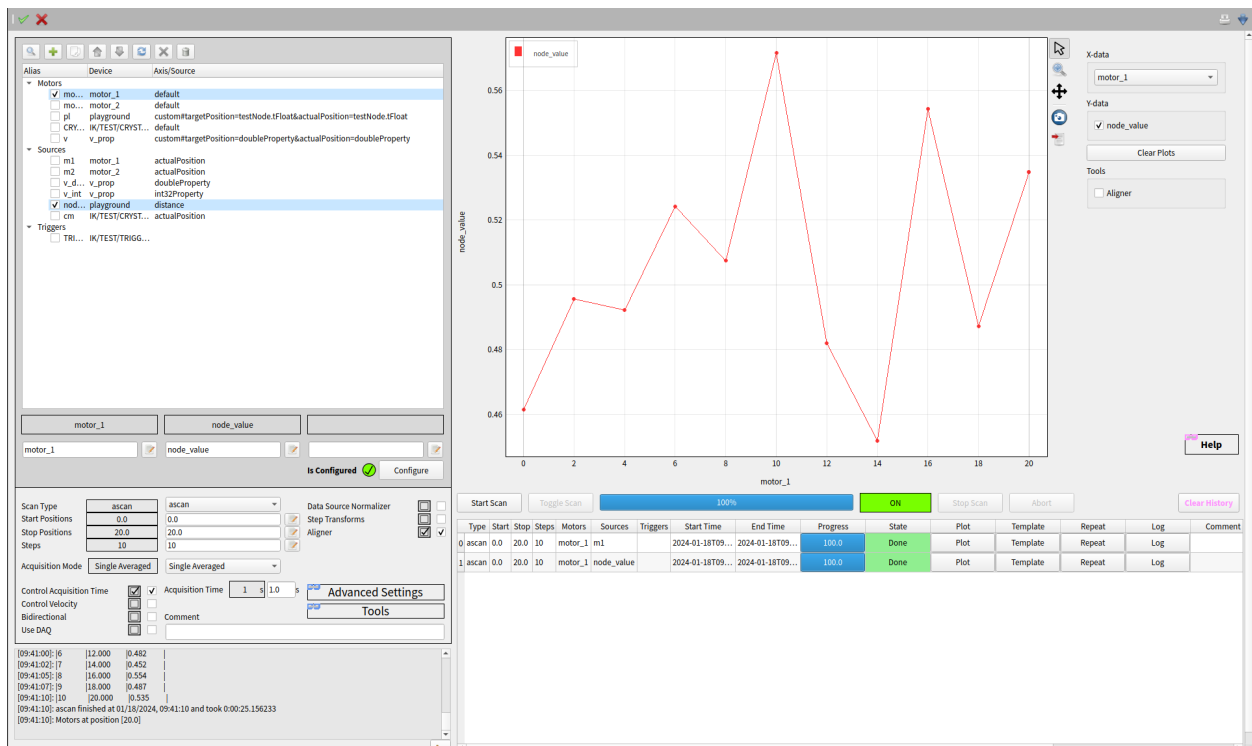 Alias Device Axis/Source
Motors
mo... motor_1 default
mo... motor_2 default
pl playground custom#targetPosition=testNode.tFloat&actualPosition=testNode.tFloat
CRY... IK/TEST/CRYST... default
v v_prop custom#targetPosition=doubleProperty&actualPosition=doubleProperty
Sources
m1 motor_1 actualPosition
m2 motor_2 actualPosition
v_d... v_prop doubleProperty
v_int v_prop int32Property
nod... playground distance
cm IK/TEST/CRYST... actualPosition
Triggers
TRI... IK/TEST/TRIGG...
motor_1 node_value
motor_1 node_value
Is Configured Configure
Scan Type ascan ascan
Start Positions 0.0 0.0
Stop Positions 20.0 20.0
Steps 10 10
Acquisition Mode Single Averaged Single Averaged
Data Source Normalizer
Step Transforms
Aligner
Control Acquisition Time Acquisition Time 1 s 1.0 s
Control Velocity
Bidirectional Comment
Use DAQ
Advanced Settings
Tools
[09:41:00]: |6 |12.000 |0.482 |
[09:41:02]: |7 |14.000 |0.452 |
[09:41:05]: |8 |16.000 |0.554 |
[09:41:07]: |9 |18.000 |0.487 |
[09:41:10]: |10 |20.000 |0.535 |
[09:41:10]: ascan finished at 01/18/2024, 09:41:10 and took 0:00:25.156233
[09:41:10]: Motors at position [20.0]
node_value
node_value
0.56
0.54
0.52
0.5
0.48
0.46
0 2 4 6 8 10 12 14 16 18 20
motor_1
X-data
motor_1
Y-data
node_value
Clear Plots
Tools
Aligner
Help
Start Scan Toggle Scan 100% ON Stop Scan Abort Clear History
Type Start Stop Steps Motors Sources Triggers Start Time End Time Progress State Plot Template Repeat Log Comment
0 ascan 0.0 20.0 10 motor_1 m1 2024-01-18T09... 2024-01-18T09... 100.0 Done Plot Template Repeat Log
1 ascan 0.0 20.0 10 motor_1 node_value 2024-01-18T09... 2024-01-18T09... 100.0 Done Plot Template Repeat Log